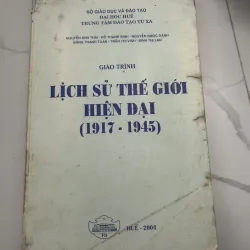 BỘ GIÁO DỤC VÀ ĐÀO TẠO
ĐẠI HỌC HUẾ
TRUNG TÂM ĐÀO TẠO TỪ XA
GIÁO TRÌNH
LỊCH SỬ THẾ GIỚI
HIỆN ĐẠI
(1917 - 1945)
HUẾ - 2004